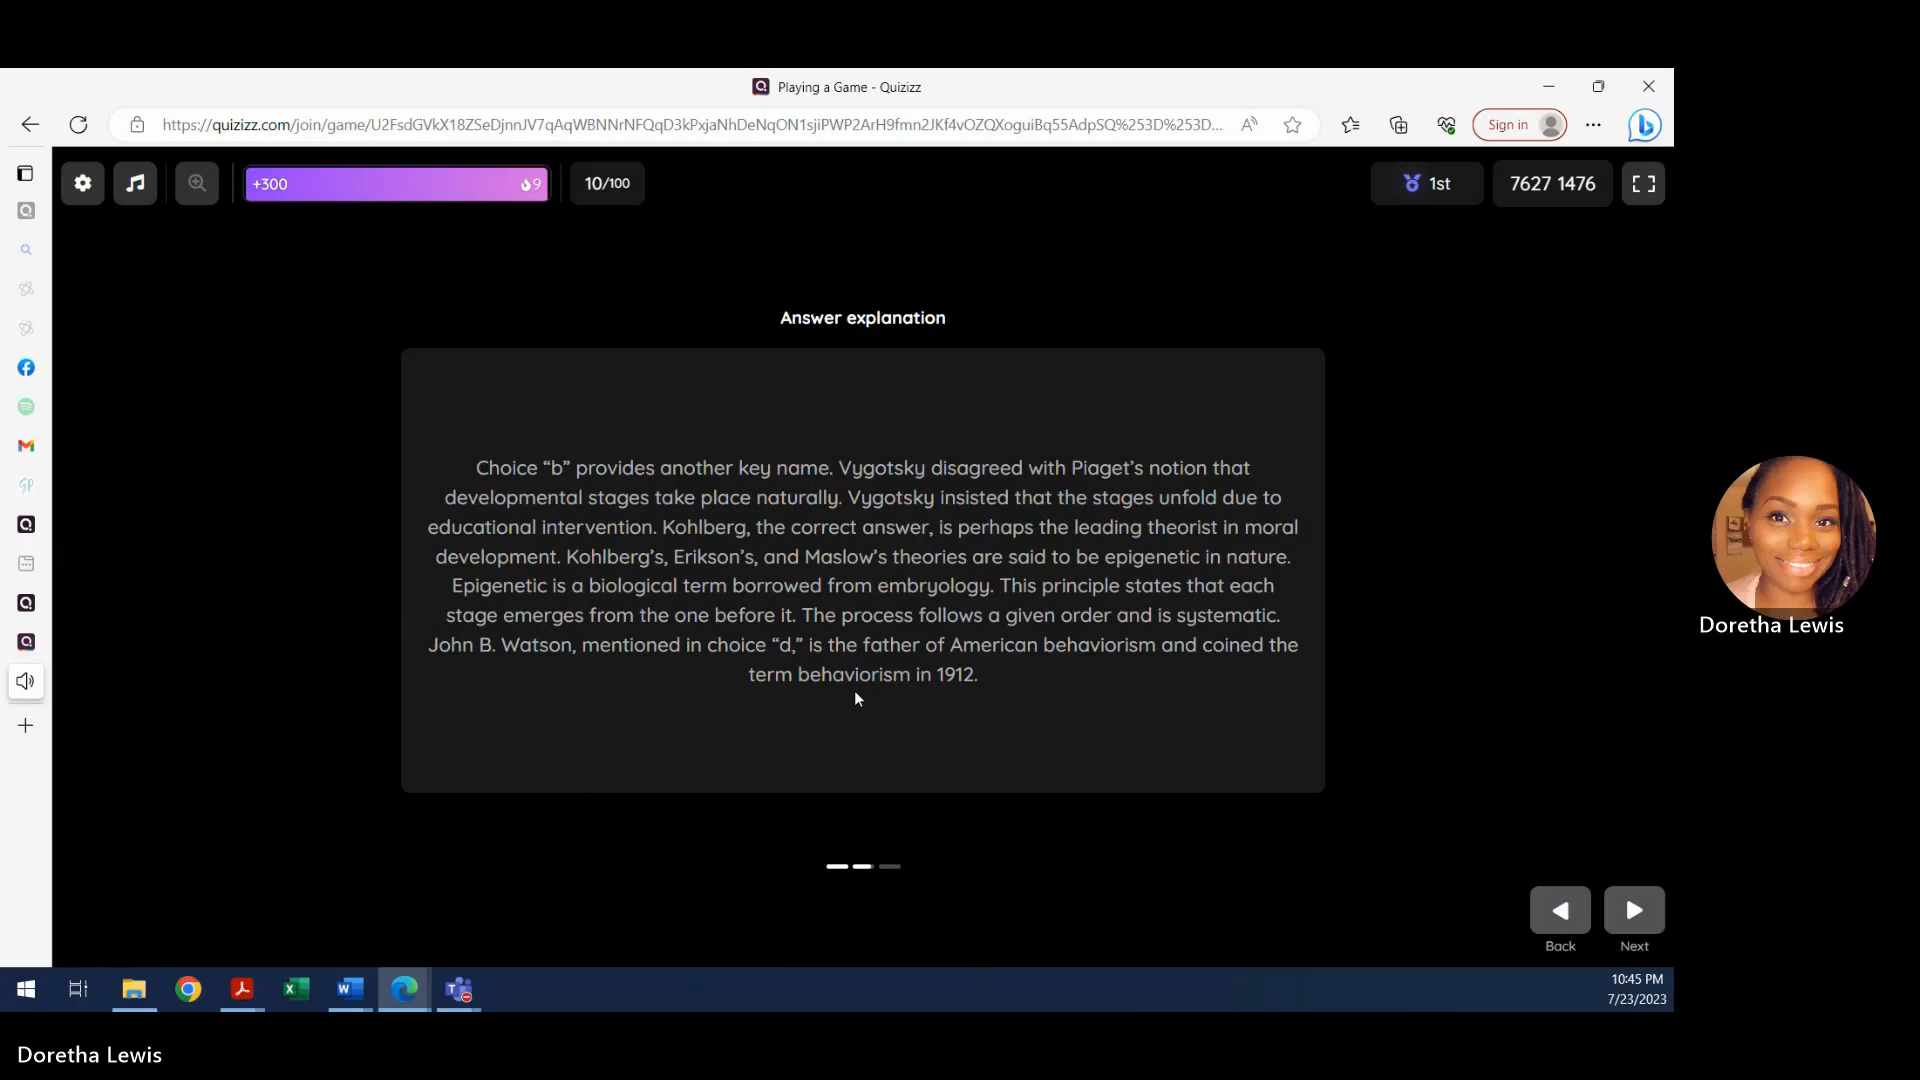 Playing a Game - Quizizz
https://quizizz.com/join/game/U2FsdGVkX18ZSeDjnnJV7qAqWBNNrNFQqD3kPxjaNhDeNqON1sjiPWP2ArH9fmn2JKf4vOZQXoguiBq55AdpSQ%253D%253D...
Sign in
+300
9
10/100
1st
7627 1476
Answer explanation
Choice “b” provides another key name. Vygotsky disagreed with Piaget’s notion that
developmental stages take place naturally. Vygotsky insisted that the stages unfold due to
educational intervention. Kohlberg, the correct answer, is perhaps the leading theorist in moral
development. Kohlberg’s, Erikson’s, and Maslow’s theories are said to be epigenetic in nature.
Epigenetic is a biological term borrowed from embryology. This principle states that each
stage emerges from the one before it. The process follows a given order and is systematic.
John B. Watson, mentioned in choice “d,” is the father of American behaviorism and coined the
term behaviorism in 1912.
Doretha Lewis
Back
Next
10:45 PM
7/23/2023
Doretha Lewis